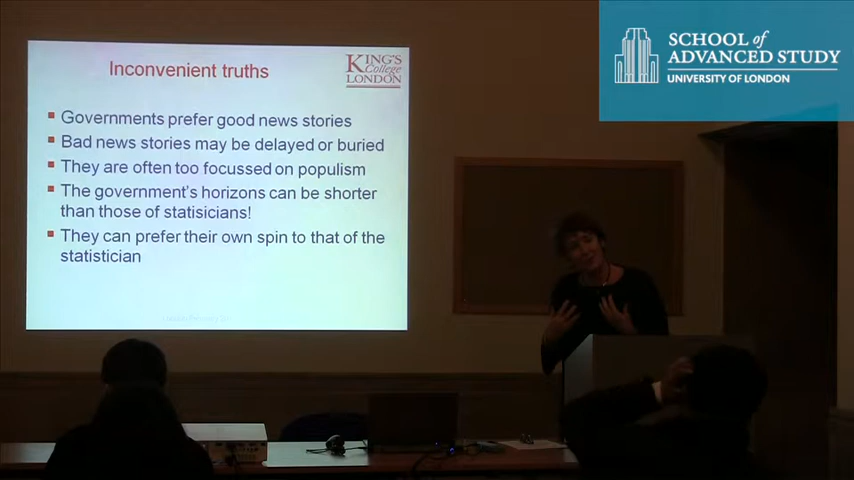 Inconvenient truths
KING'S
College
LONDON
Governments prefer good news stories
Bad news stories may be delayed or buried
They are often too focussed on populism
The government's horizons can be shorter
than those of statisicians!
They can prefer their own spin to that of the
statistician
SCHOOL of
ADVANCED STUDY
UNIVERSITY OF LONDON